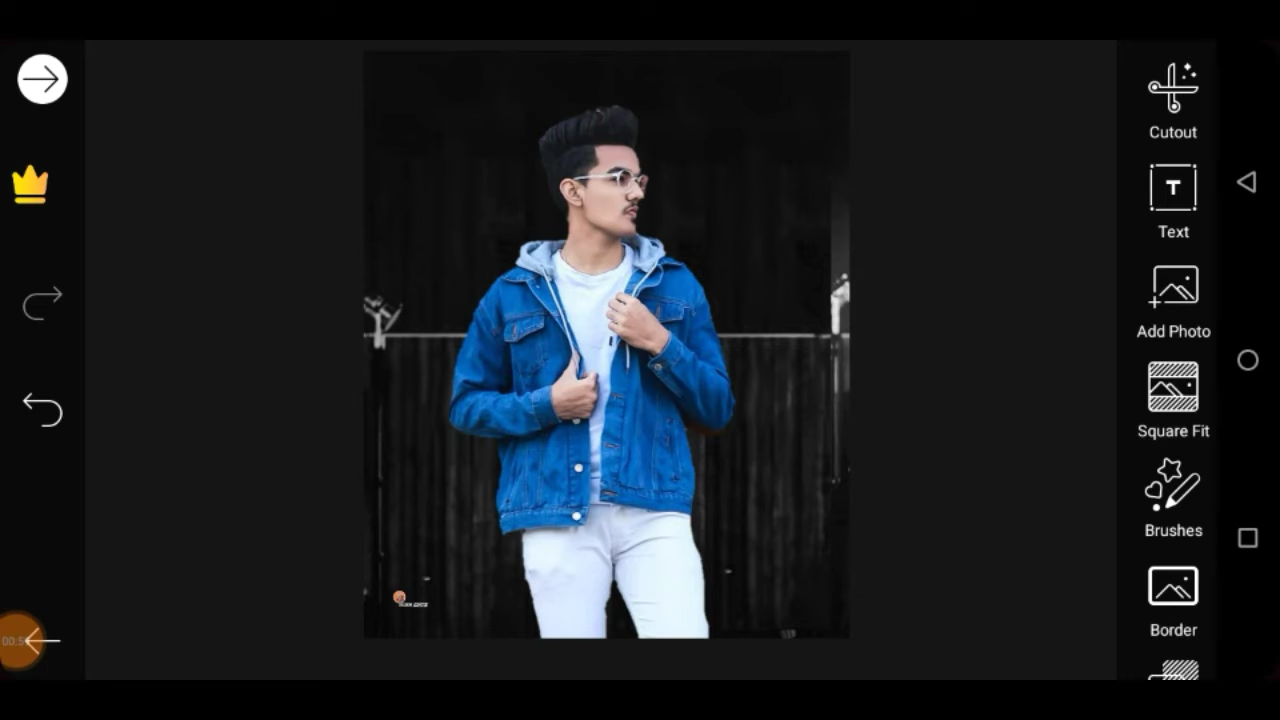 Cutout
Text
Add Photo
Square Fit
Brushes
Border